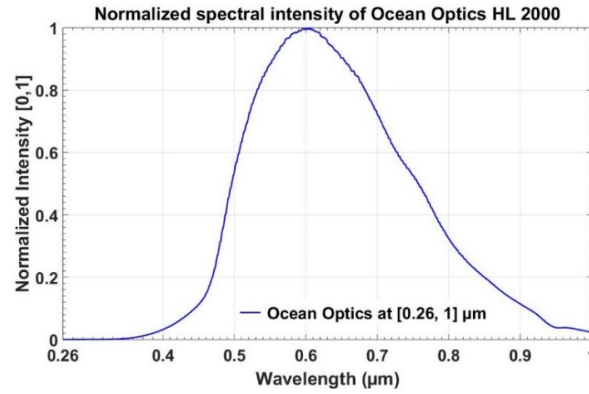 Normalized spectral intensity of Ocean Optics HL 2000
Normalized Intensity [0,1]
1
0.8
0.6
0.4
0.2
0
Ocean Optics at [0.26, 1] μm
0.26 0.4 0.5 0.6 0.7 0.8 0.9
Wavelength (μm)